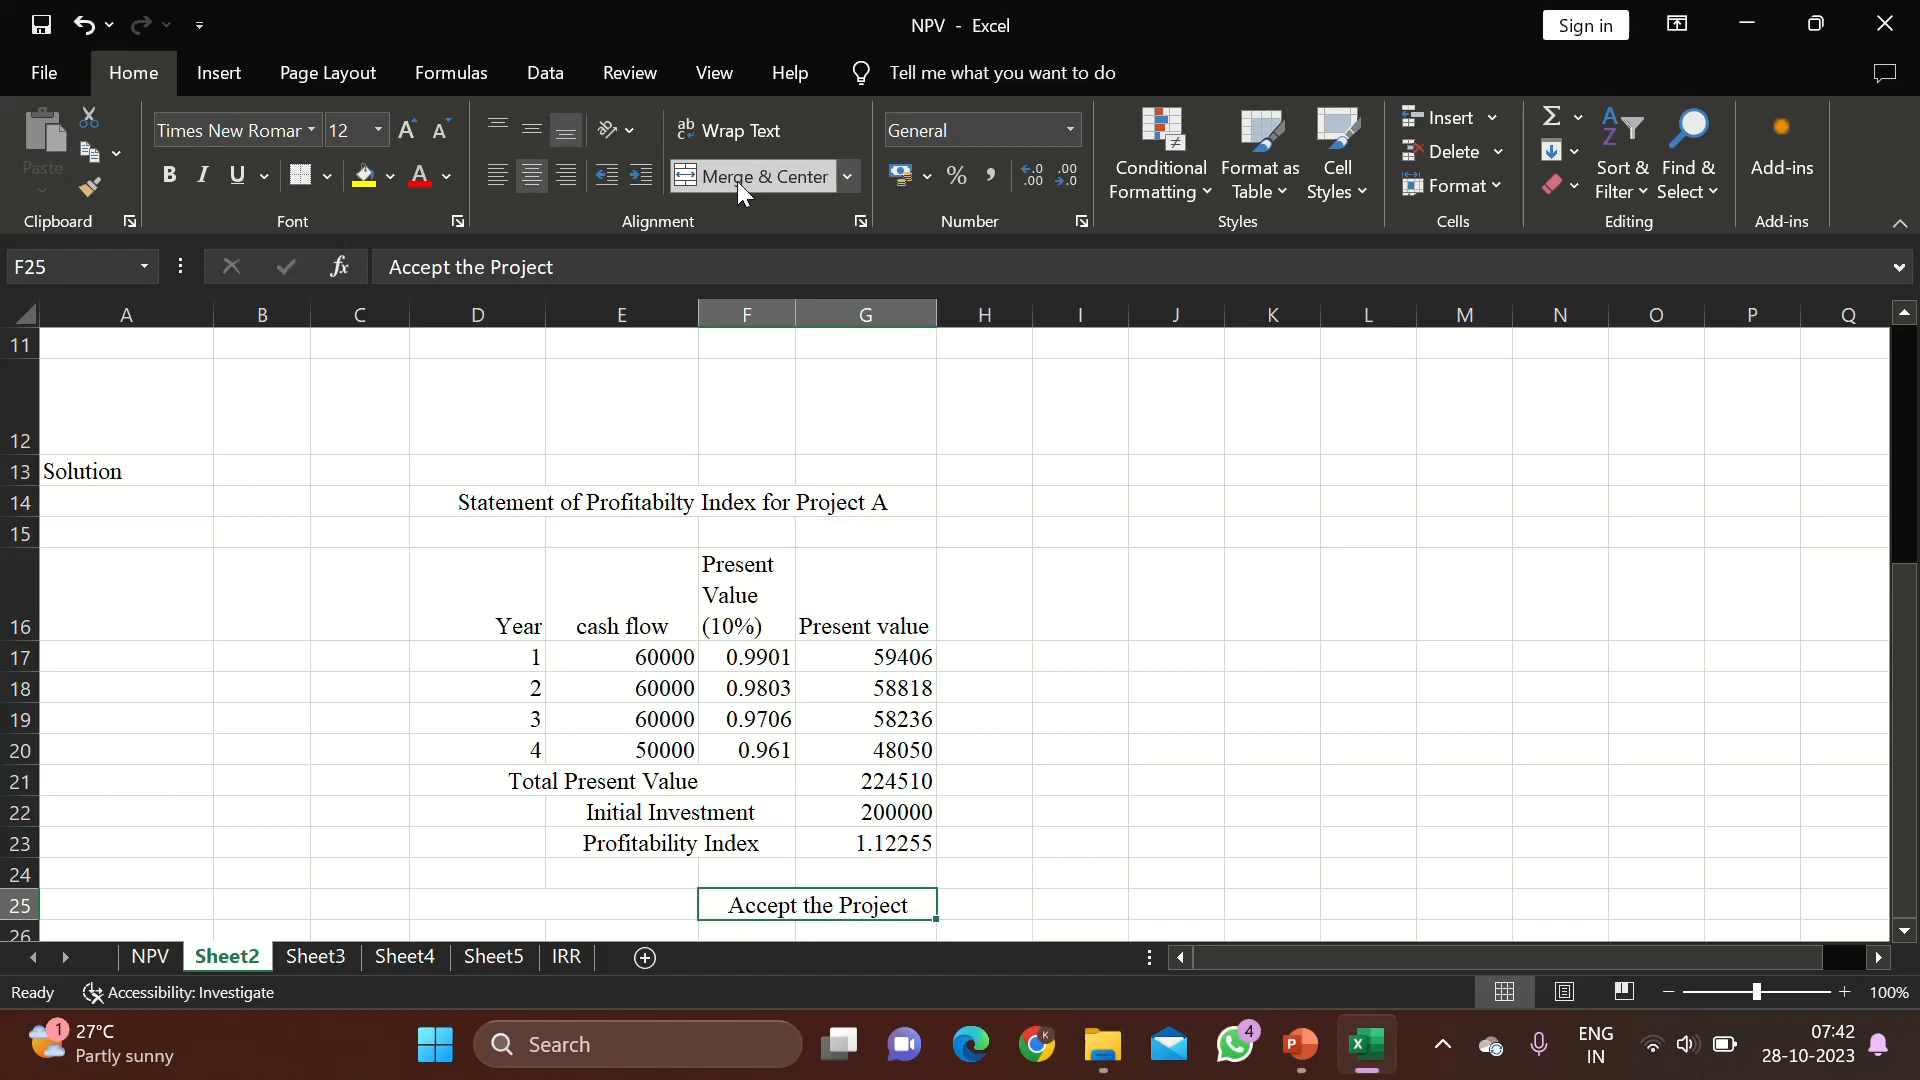 NPV - Excel
Sign in
File Home Insert Page Layout Formulas Data Review View Help Tell me what you want to do
Times New Roman 12 Wrap Text General Insert
Paste Merge & Center Conditional Formatting Format as Table Cell Styles Delete Format Sort & Filter Find & Select Add-ins
Clipboard Font Alignment Number Styles Cells Editing Add-ins
F25 fx Accept the Project
A B C D E F G H I J K L M N O P Q
11
12
13 Solution
14 Statement of Profitabilty Index for Project A
15
Present
Value
16 Year cash flow (10%) Present value
17 1 60000 0.9901 59406
18 2 60000 0.9803 58818
19 3 60000 0.9706 58236
20 4 50000 0.961 48050
21 Total Present Value 224510
22 Initial Investment 200000
23 Profitability Index 1.12255
24
25 Accept the Project
26
NPV Sheet2 Sheet3 Sheet4 Sheet5 IRR
Ready Accessibility: Investigate 100%
1 27°C
Partly sunny
Search
4
ENG
IN
07:42
28-10-2023